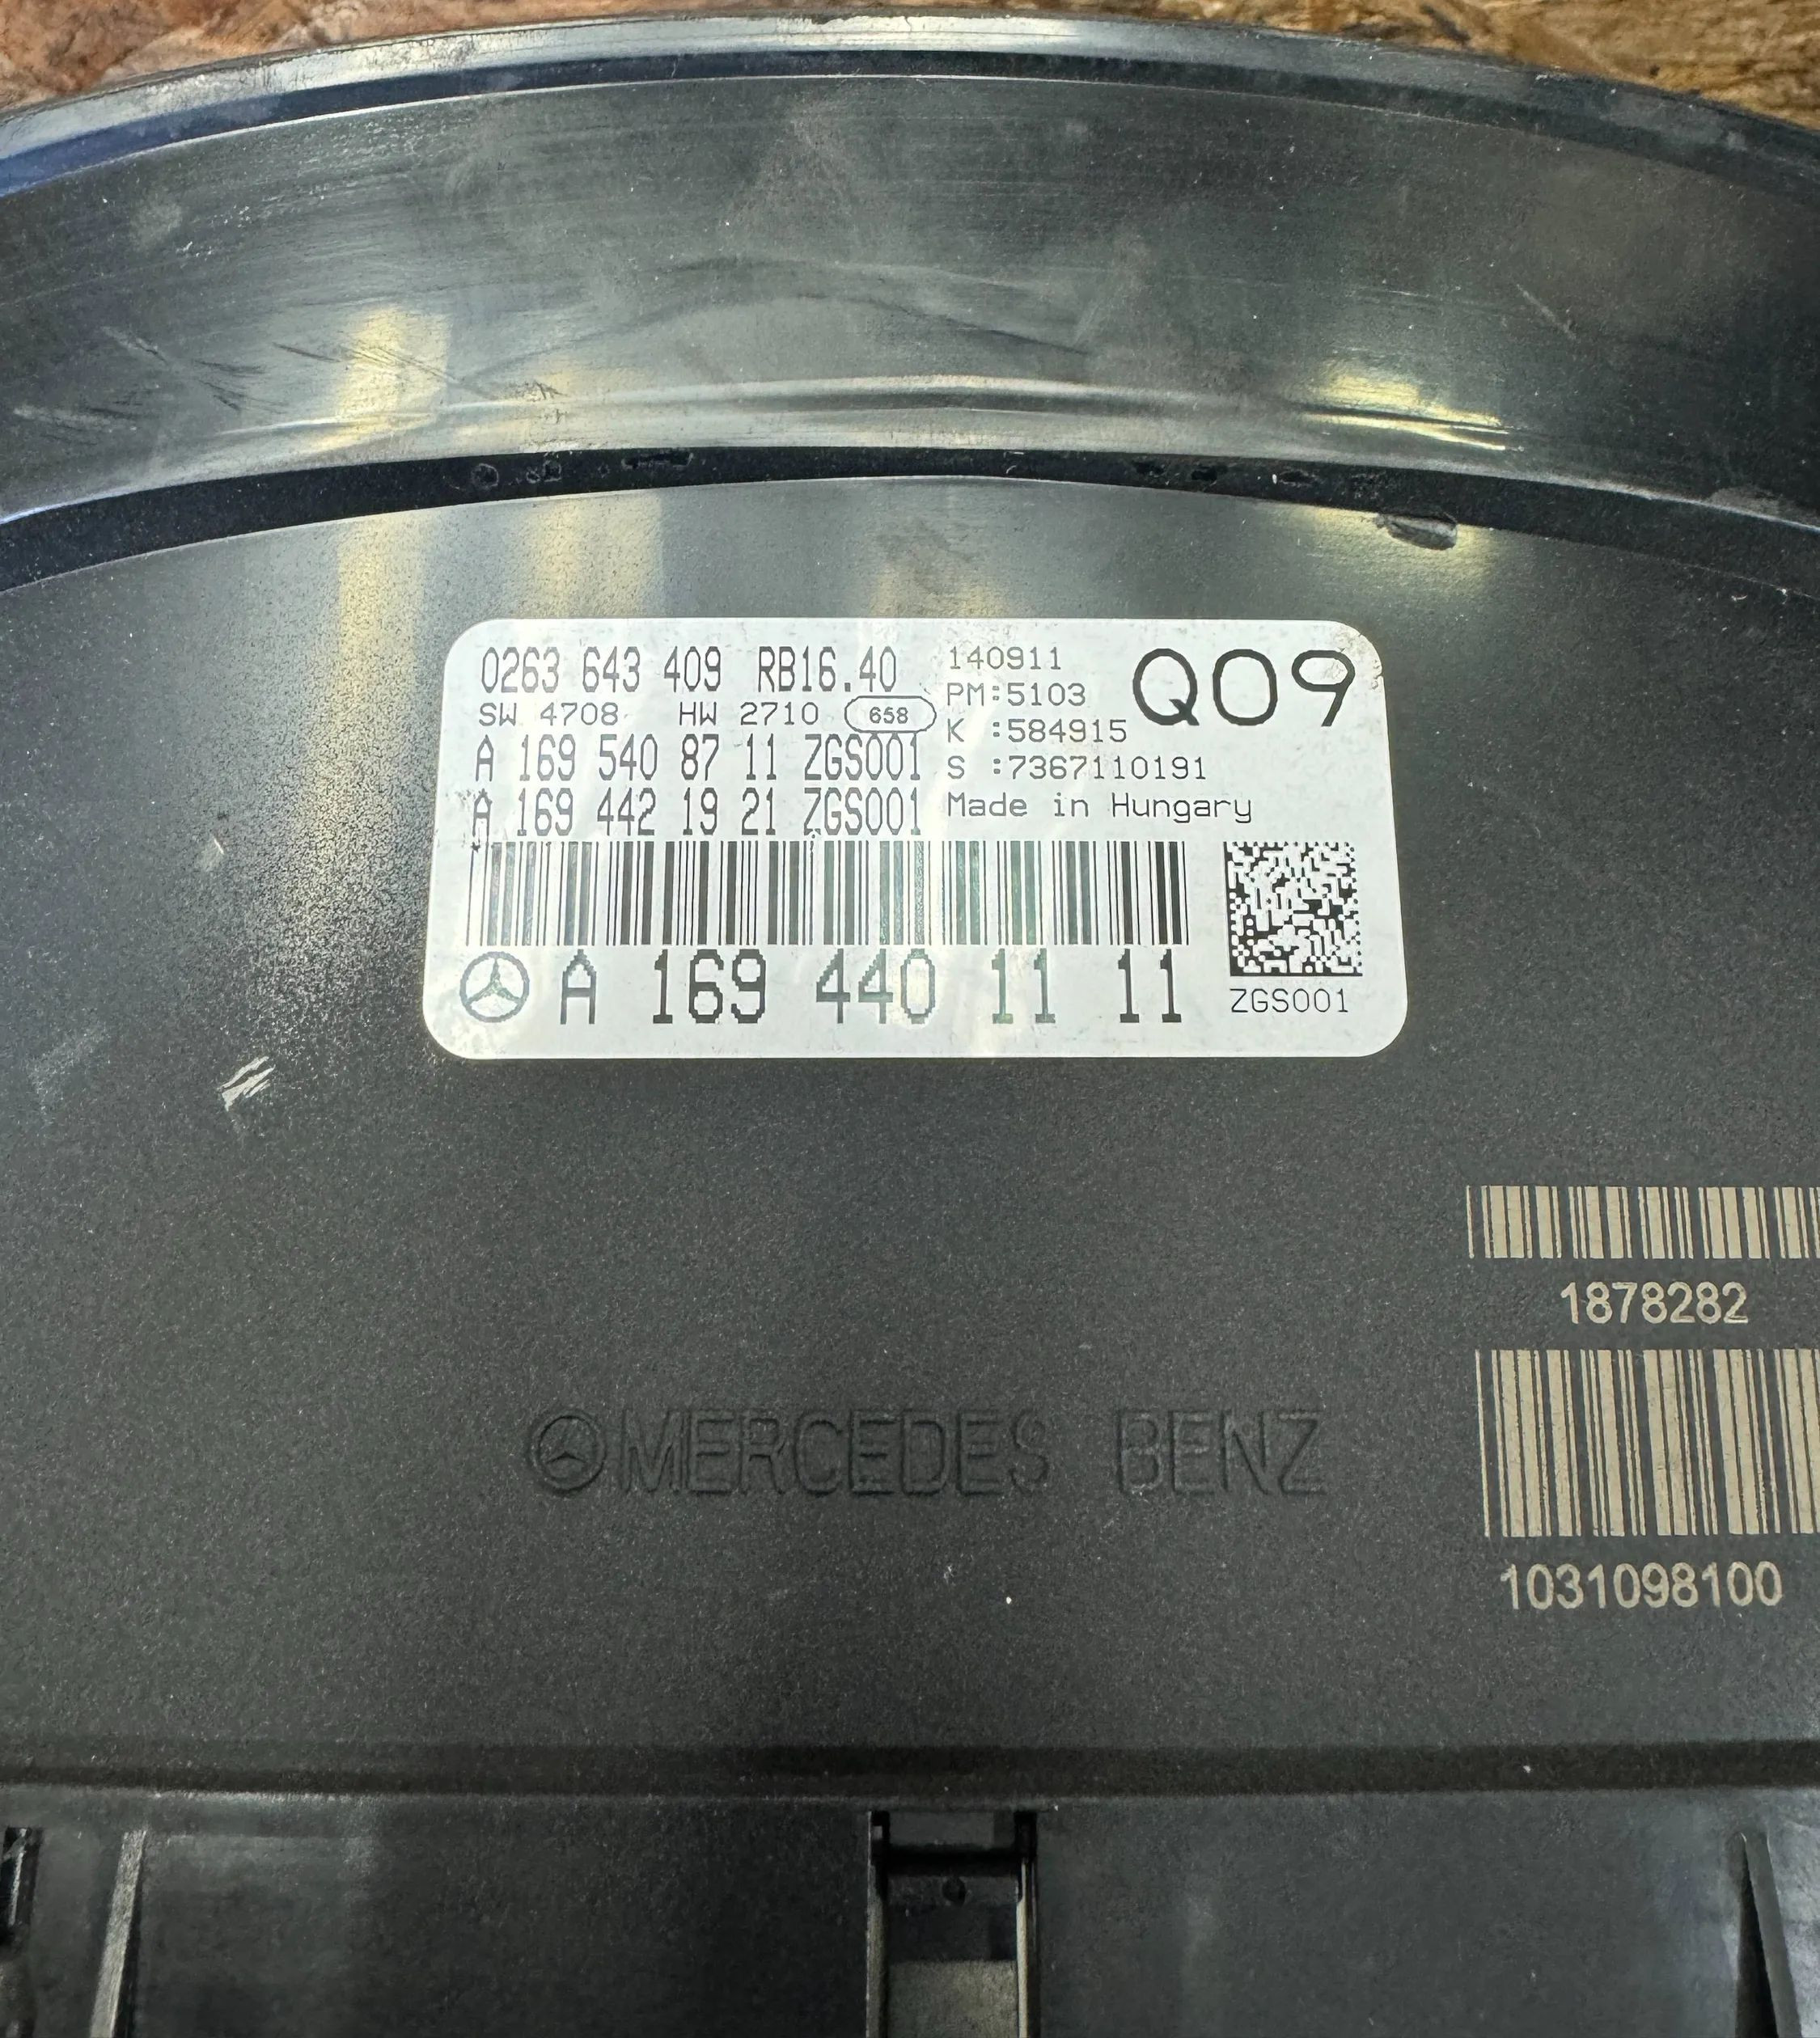 0263 643 409 RB16.40
SW 4708 HW 2710 658
A 169 540 87 11 ZGS001
A 169 442 19 21 ZGS001
140911
PM:5103
K :584915
S :7367110191
Made in Hungary
Q09
A 169 440 11 11
ZGS001
1878282
MERCEDES BENZ
1031098100